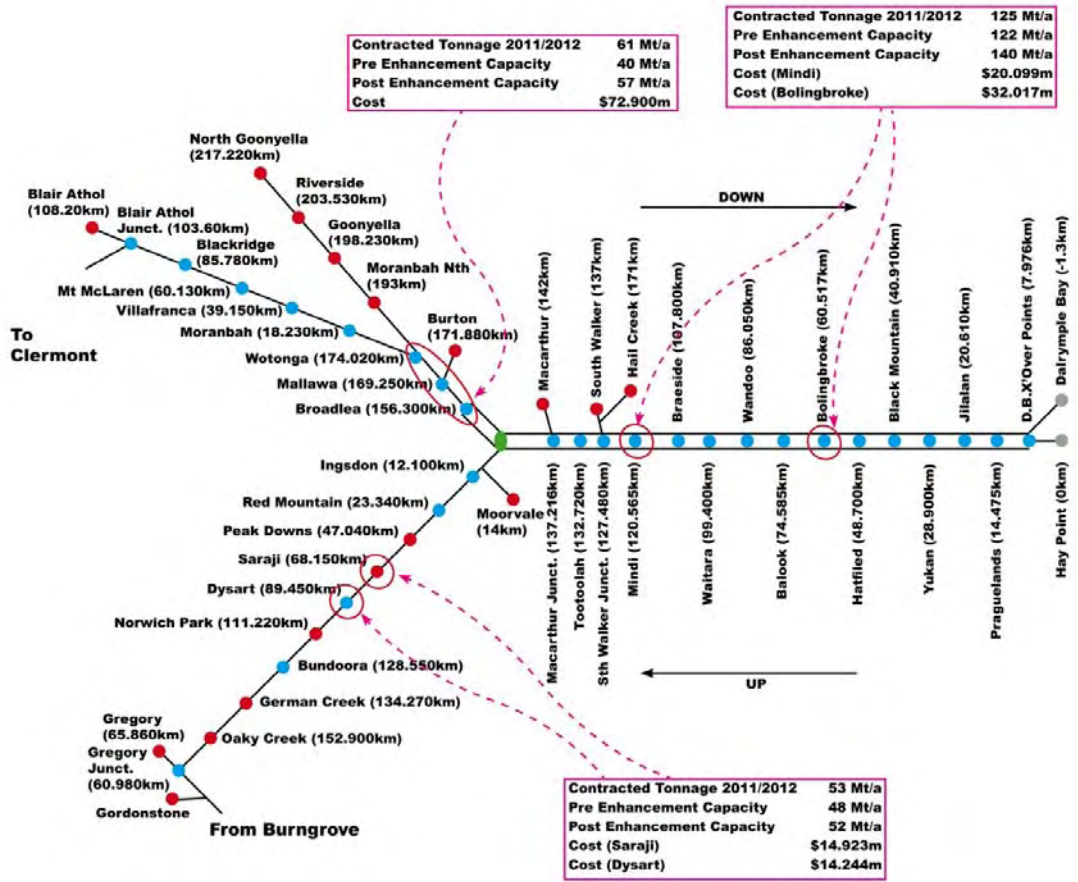 Contracted Tonnage 2011/2012 61 Mt/a
Pre Enhancement Capacity 40 Mt/a
Post Enhancement Capacity 57 Mt/a
Cost $72.900m
Contracted Tonnage 2011/2012 125 Mt/a
Pre Enhancement Capacity 122 Mt/a
Post Enhancement Capacity 140 Mt/a
Cost (Mindi) $20.099m
Cost (Bolingbroke) $32.017m
North Goonyella
(217.220km)
Riverside
(203.530km)
Goonyella
(198.230km)
Moranbah Nth
(193km)
Burton
(171.880km)
Blair Athol
(108.20km)
Blair Athol
Junct. (103.60km)
Blackridge
(85.780km)
Mt McLaren (60.130km)
Villafranca (39.150km)
Moranbah (18.230km)
Wotonga (174.020km)
Mallawa (169.250km)
Broadlea (156.300km)
To
Clermont
DOWN
Macarthur (142km)
South Walker (137km)
Hail Creek (171km)
Braeside (107.800km)
Wandoo (86.050km)
Bolingbroke (60.517km)
Black Mountain (40.910km)
Jilalan (20.610km)
D.B.X'Over Points (7.976km)
Dalrymple Bay (-1.3km)
Macarthur Junct. (137.216km)
Tootoolah (132.720km)
Sth Walker Junct. (127.480km)
Mindi (120.565km)
Waitara (99.400km)
Balook (74.585km)
Hatfiled (48.700km)
Yukan (28.900km)
Praguelands (14.475km)
Hay Point (0km)
UP
Ingsdon (12.100km)
Moorvale
(14km)
Red Mountain (23.340km)
Peak Downs (47.040km)
Saraji (68.150km)
Dysart (89.450km)
Norwich Park (111.220km)
Bundoora (128.550km)
German Creek (134.270km)
Oaky Creek (152.900km)
Gregory
(65.860km)
Gregory
Junct.
(60.980km)
Gordonstone
From Burngrove
Contracted Tonnage 2011/2012 53 Mt/a
Pre Enhancement Capacity 48 Mt/a
Post Enhancement Capacity 52 Mt/a
Cost (Saraji) $14.923m
Cost (Dysart) $14.244m